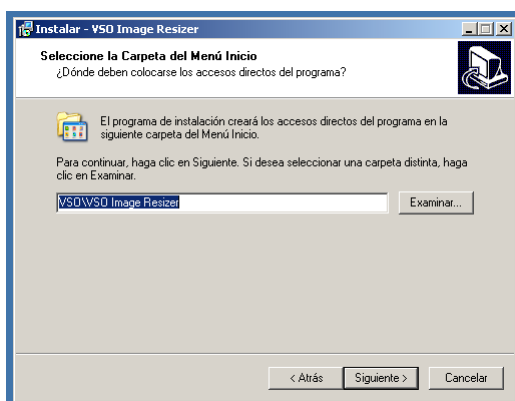 Instalar - VSO Image Resizer
Seleccione la Carpeta del Menú Inicio
¿Dónde deben colocarse los accesos directos del programa?
El programa de instalación creará los accesos directos del programa en la
siguiente carpeta del Menú Inicio.
Para continuar, haga clic en Siguiente. Si desea seleccionar una carpeta distinta, haga
clic en Examinar.
VSO\VSO Image Resizer
Examinar...
< Atrás
Siguiente >
Cancelar